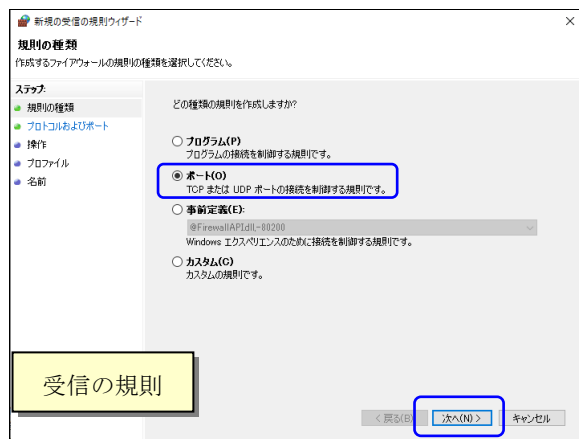 新規の受信の規則ウィザード
規則の種類
作成するファイアウォールの規則の種類を選択してください。
ステップ:
規則の種類
プロトコルおよびポート
操作
プロファイル
名前
どの種類の規則を作成しますか?
プログラム(P)
プログラムの接続を制御する規則です。
ポート(O)
TCP または UDP ポートの接続を制御する規則です。
事前定義(E):
@FirewallAPI.dll,-80200
Windows エクスペリエンスのために接続を制御する規則です。
カスタム(C)
カスタムの規則です。
受信の規則
< 戻る(B) 次へ(N) > キャンセル